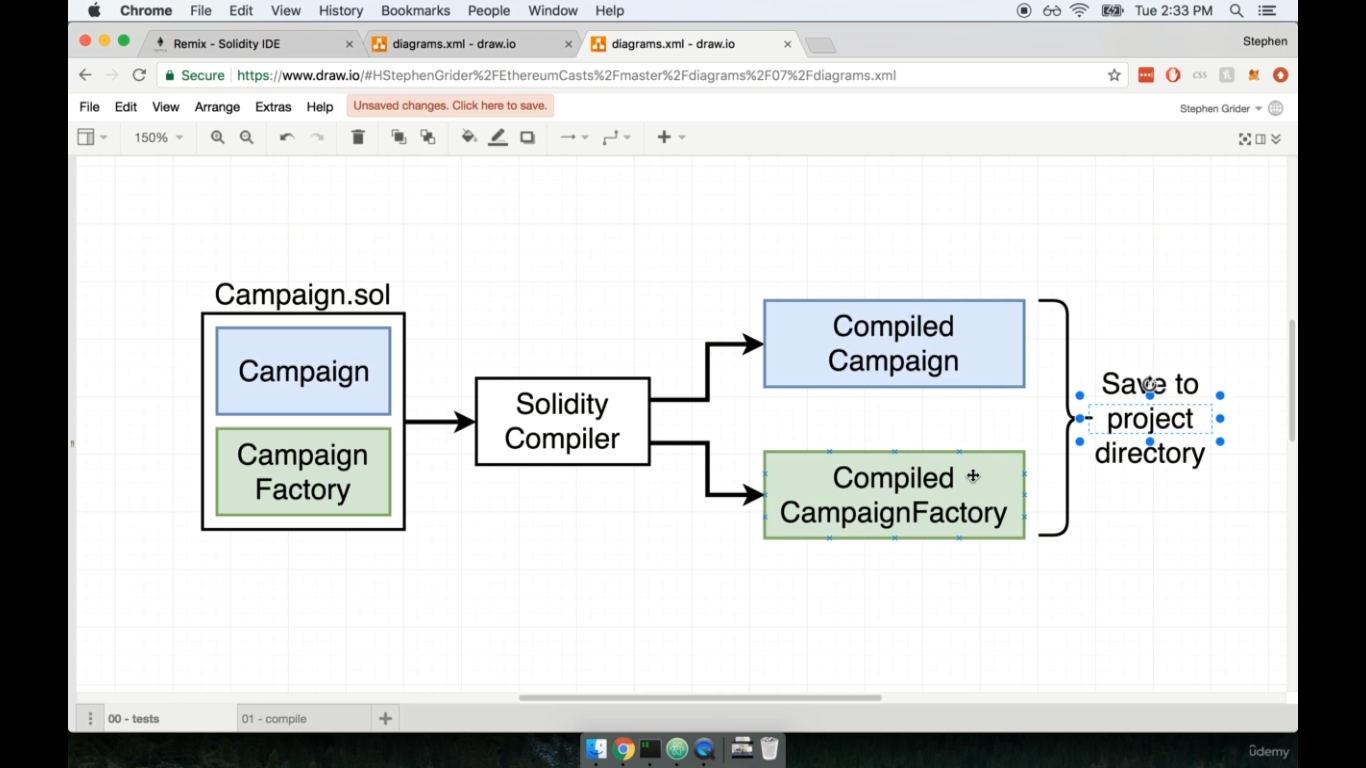 Chrome File Edit View History Bookmarks People Window Help Tue 2:33 PM
Remix - Solidity IDE diagrams.xml - draw.io diagrams.xml - draw.io Stephen
Secure https://www.draw.io/#HStephenGrider%2FEthereumCasts%2Fmaster%2Fdiagrams%2F07%2Fdiagrams.xml CSS
File Edit View Arrange Extras Help Unsaved changes. Click here to save. Stephen Grider
150%
Campaign.sol
Campaign
Campaign
Factory
Solidity
Compiler
Compiled
Campaign
Compiled
CampaignFactory
Save to
project
directory
00 - tests 01 - compile
ûdemy